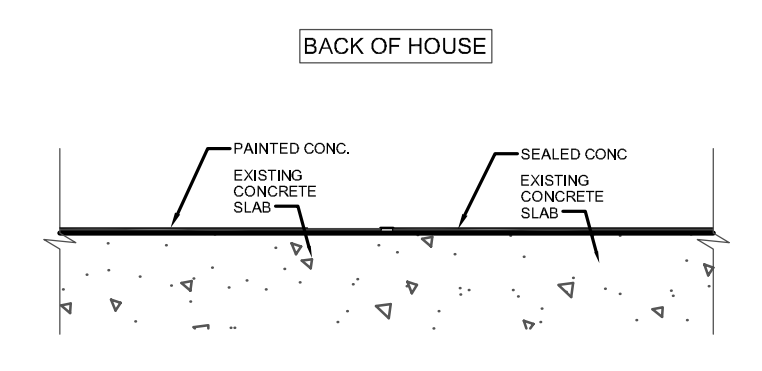 BACK OF HOUSE
PAINTED CONC.
EXISTING
CONCRETE
SLAB
SEALED CONC
EXISTING
CONCRETE
SLAB